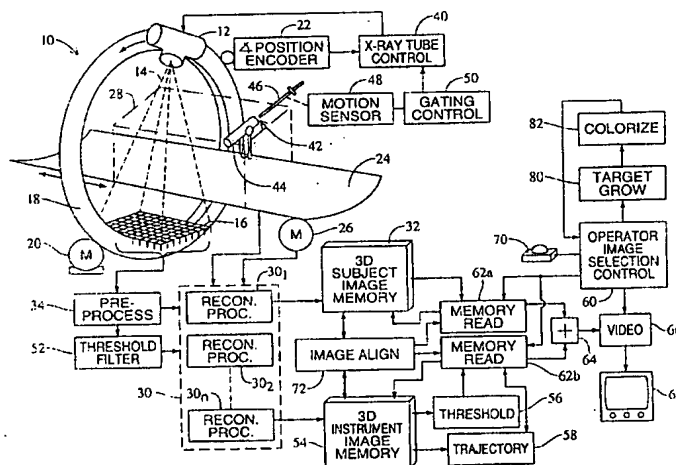 10
12
22
∡ POSITION
ENCODER
40
X-RAY TUBE
CONTROL
14
28
46
48
MOTION
SENSOR
50
GATING
CONTROL
42
44
24
18
16
20
M
26
M
82
COLORIZE
80
TARGET
GROW
70
OPERATOR
IMAGE
SELECTION
CONTROL
60
32
3D
SUBJECT
IMAGE
MEMORY
34
PRE-
PROCESS
52
THRESHOLD
FILTER
30
RECON.
PROC.
30₁
RECON.
PROC.
30₂
RECON.
PROC.
30ₙ
62a
MEMORY
READ
MEMORY
READ
62b
+
64
VIDEO
IMAGE ALIGN
72
3D
INSTRUMENT
IMAGE
MEMORY
54
THRESHOLD
56
TRAJECTORY
58